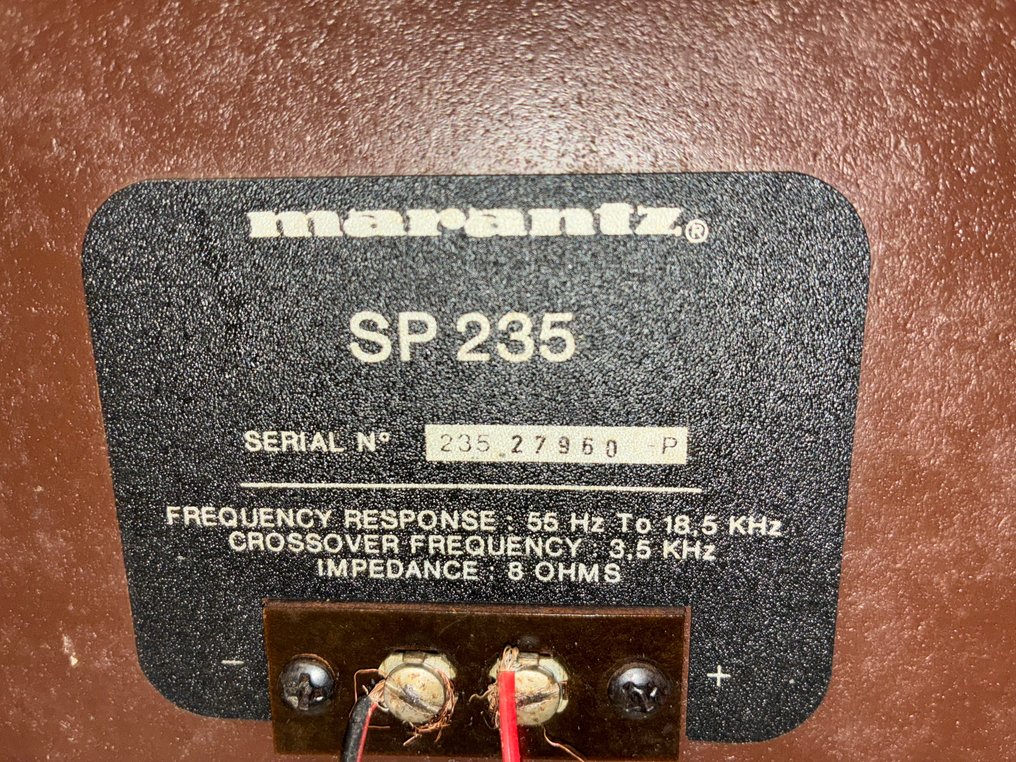 marantz®
SP 235
SERIAL Nº 235 27960 -P
FREQUENCY RESPONSE : 55 Hz To 18.5 KHz
CROSSOVER FREQUENCY : 3.5 KHz
IMPEDANCE : 8 OHMS
- +